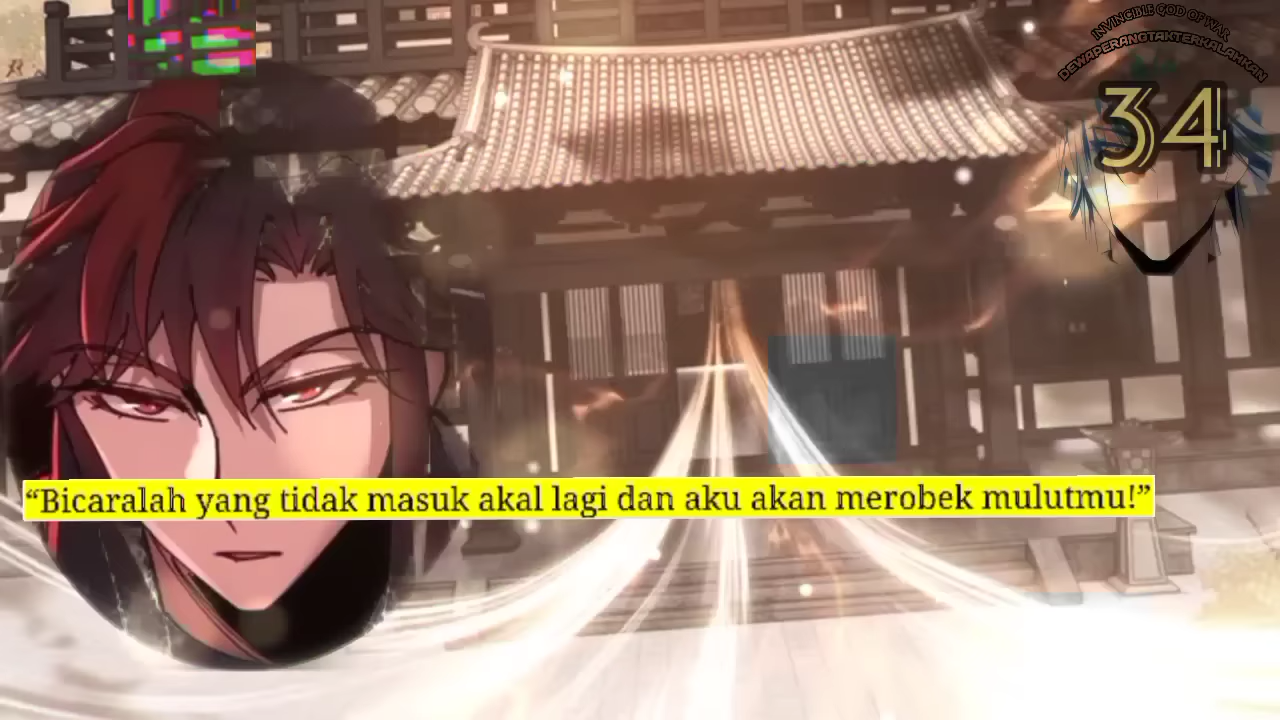 INVINCIBLE GOD OF WAR
DEWAPERANGTAKTERKALAHKAN
34
“Bicaralah yang tidak masuk akal lagi dan aku akan merobek mulutmu!”